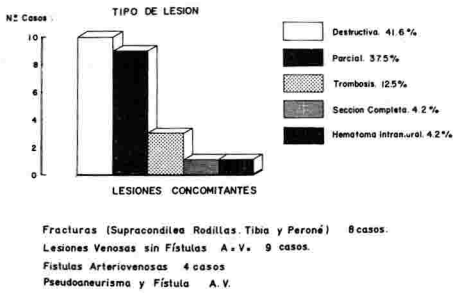 TIPO DE LESION
Nº Casos
10
8
6
4
2
0
Destructiva. 41.6%
Parcial. 37.5%
Trombosis. 12.5%
Seccion Completa. 4.2%
Hematoma Intranural. 4.2%
LESIONES CONCOMITANTES
Fracturas (Supracondilea Rodillas. Tibia y Peroné) 8 casos.
Lesiones Venosas sin Fístulas A.V. 9 casos.
Fistulas Arteriovenosas 4 casos
Pseudoaneurisma y Fístula A.V.